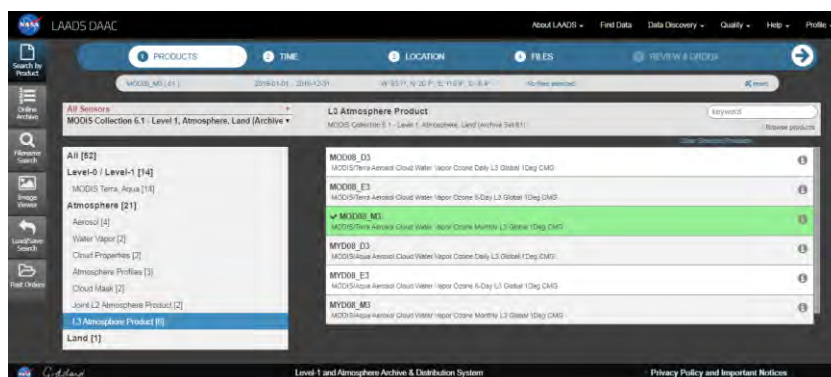 NASA LAADS DAAC About LAADS Find Data Data Discovery Quality Help Profile
Search by Product
1 PRODUCTS 2 TIME 3 LOCATION 4 FILES REVIEW & ORDER
Online Archive
Filename Search
Image Viewer
Load/Save Search
Past Orders
All Sensors
MODIS Collection 6.1 - Level 1, Atmosphere, Land (Archive
L3 Atmosphere Product
MODIS Collection 6.1 - Level 1, Atmosphere, Land (Archive Set 61)
keyword
Browse products
All [52]
Level-0 / Level-1 [14]
MODIS Terra, Aqua [14]
Atmosphere [21]
Aerosol [4]
Water Vapor [2]
Cloud Properties [2]
Atmosphere Profiles [3]
Cloud Mask [2]
Joint L2 Atmosphere Product [2]
L3 Atmosphere Product [6]
Land [1]
MOD08_D3
MODIS/Terra Aerosol Cloud Water Vapor Ozone Daily L3 Global 1Deg CMG
MOD08_E3
MODIS/Terra Aerosol Cloud Water Vapor Ozone 8-Day L3 Global 1Deg CMG
MOD08_M3
MODIS/Terra Aerosol Cloud Water Vapor Ozone Monthly L3 Global 1Deg CMG
MYD08_D3
MODIS/Aqua Aerosol Cloud Water Vapor Ozone Daily L3 Global 1Deg CMG
MYD08_E3
MODIS/Aqua Aerosol Cloud Water Vapor Ozone 8-Day L3 Global 1Deg CMG
MYD08_M3
MODIS/Aqua Aerosol Cloud Water Vapor Ozone Monthly L3 Global 1Deg CMG
Goddard Level-1 and Atmosphere Archive & Distribution System Privacy Policy and Important Notices